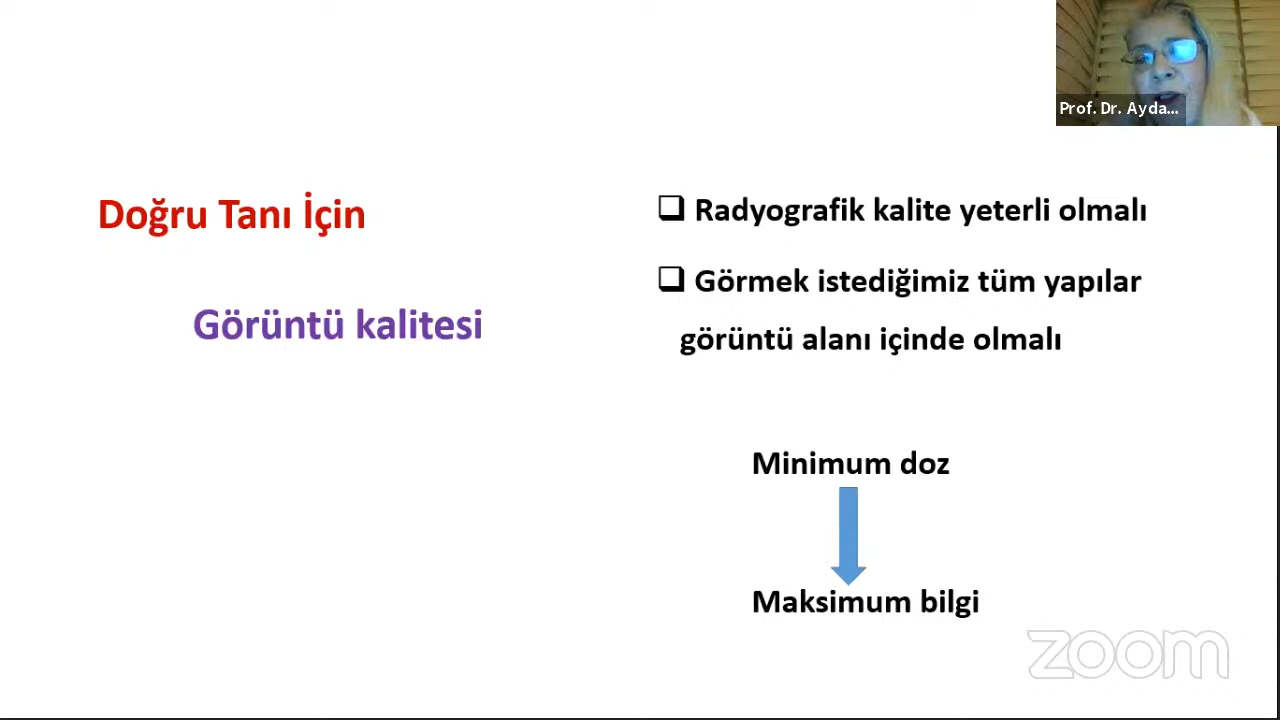 Prof. Dr. Ayda...
Doğru Tanı İçin
Görüntü kalitesi
❑ Radyografik kalite yeterli olmalı
❑ Görmek istediğimiz tüm yapılar
görüntü alanı içinde olmalı
Minimum doz
Maksimum bilgi
zoom